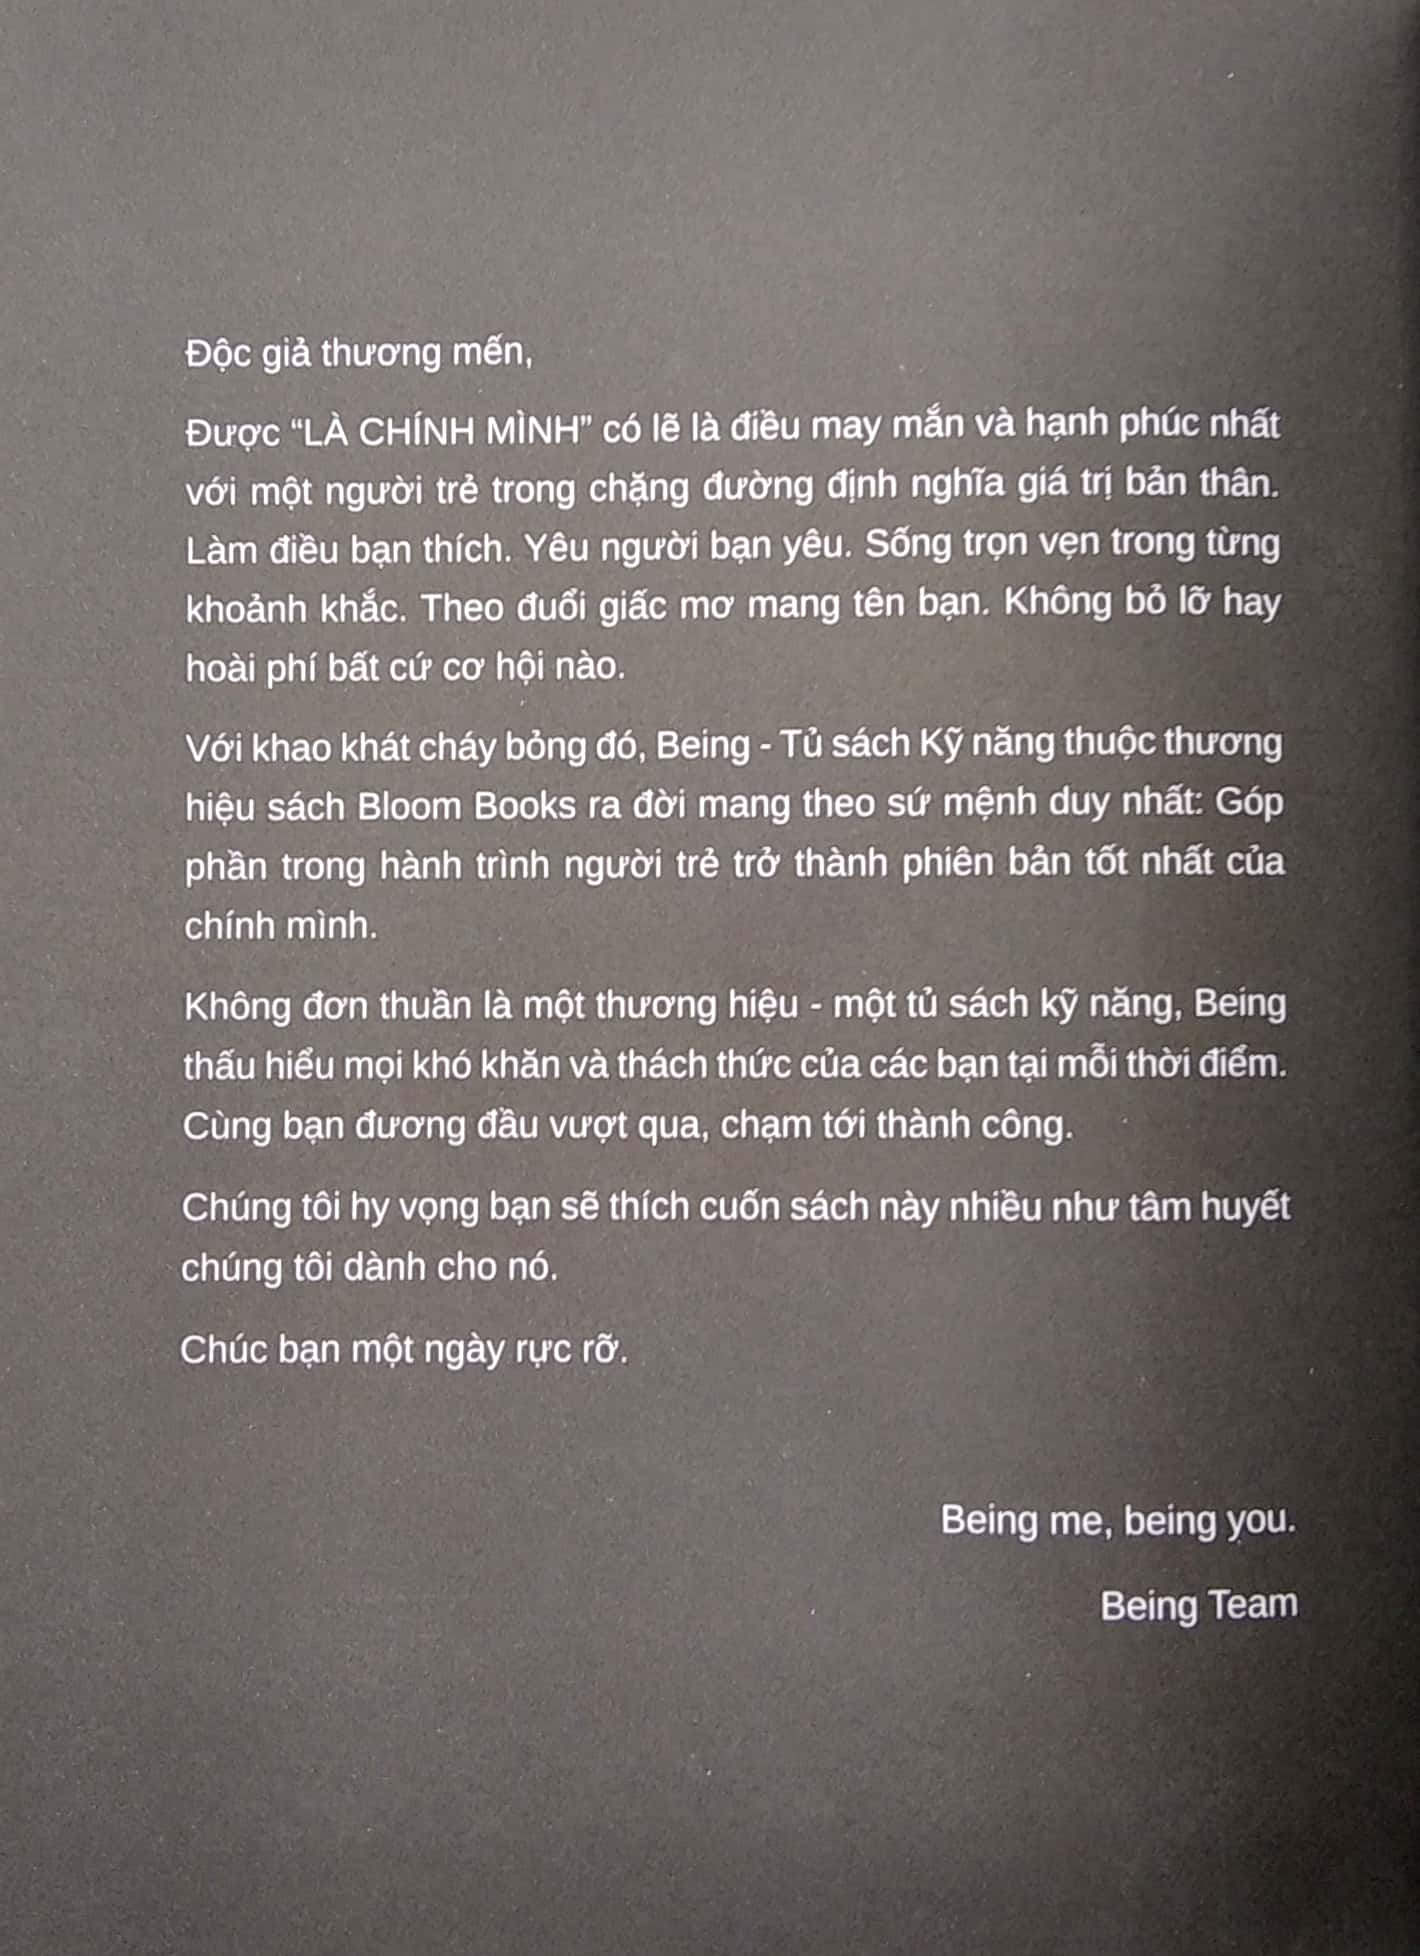 Độc giả thương mến,
Được “LÀ CHÍNH MÌNH” có lẽ là điều may mắn và hạnh phúc nhất
với một người trẻ trong chặng đường định nghĩa giá trị bản thân.
Làm điều bạn thích. Yêu người bạn yêu. Sống trọn vẹn trong từng
khoảnh khắc. Theo đuổi giấc mơ mang tên bạn. Không bỏ lỡ hay
hoài phí bất cứ cơ hội nào.
Với khao khát cháy bỏng đó, Being - Tủ sách Kỹ năng thuộc thương
hiệu sách Bloom Books ra đời mang theo sứ mệnh duy nhất: Góp
phần trong hành trình người trẻ trở thành phiên bản tốt nhất của
chính mình.
Không đơn thuần là một thương hiệu - một tủ sách kỹ năng, Being
thấu hiểu mọi khó khăn và thách thức của các bạn tại mỗi thời điểm.
Cùng bạn đương đầu vượt qua, chạm tới thành công.
Chúng tôi hy vọng bạn sẽ thích cuốn sách này nhiều như tâm huyết
chúng tôi dành cho nó.
Chúc bạn một ngày rực rỡ.
Being me, being you.
Being Team